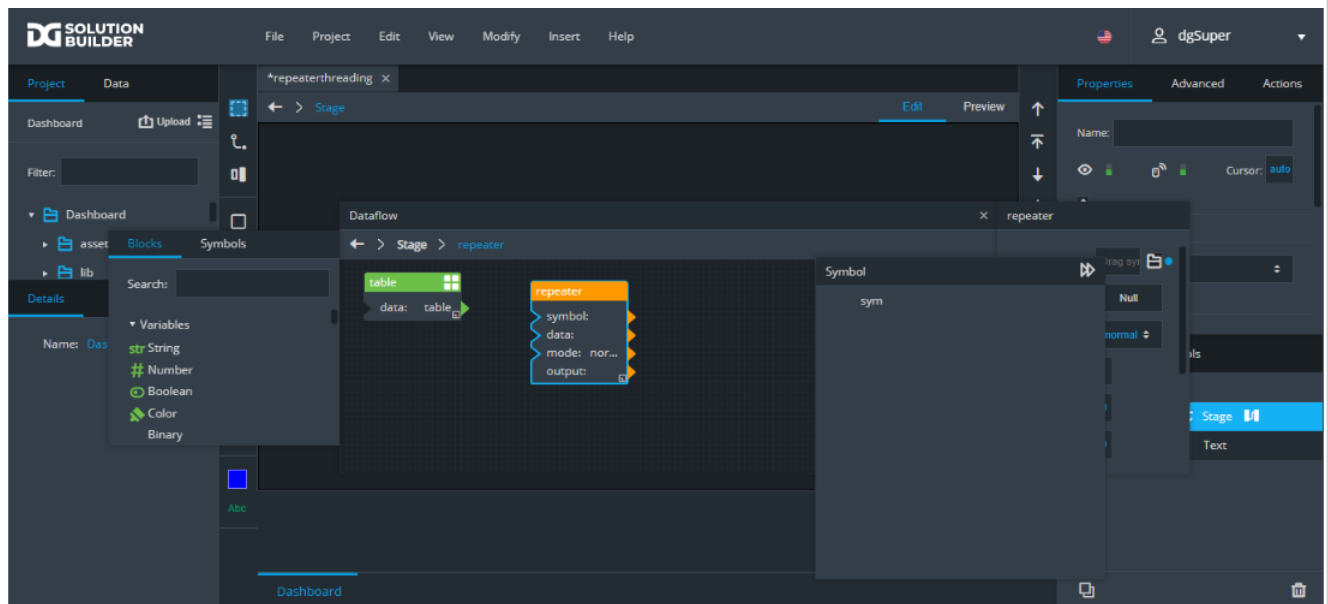 DG SOLUTION BUILDER
File Project Edit View Modify Insert Help
dgSuper
Project Data
*repeaterthreading ×
Properties Advanced Actions
Dashboard Upload
Stage
Edit Preview
Name:
Filter:
Cursor: auto
Dashboard
asset
lib
Details
Name: Das
Blocks Symbols
Search:
Variables
str String
# Number
Boolean
Color
Binary
Dataflow ×
Stage > repeater
table
data: table
repeater
symbol:
data:
mode: nor...
output:
repeater
Symbol
sym
Drag syr
Null
normal
Stage
Text
Abc
Dashboard